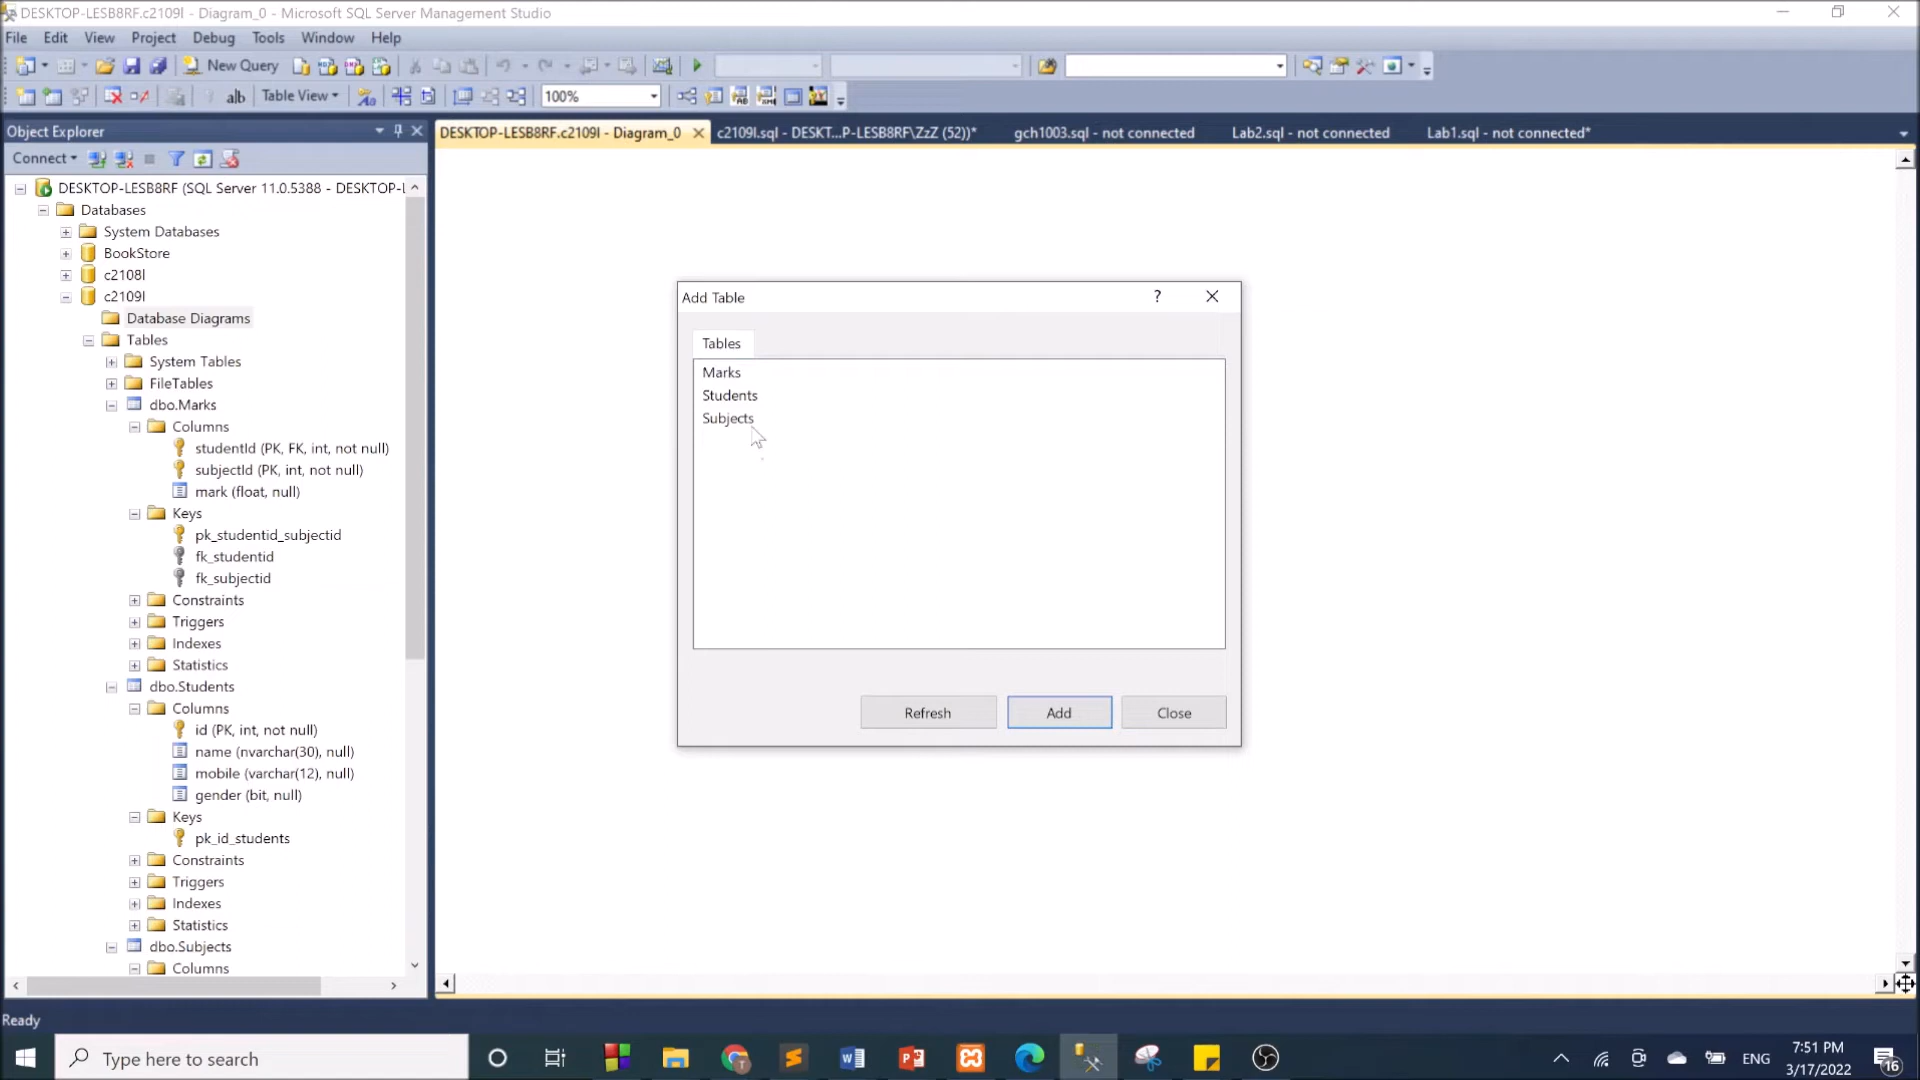 DESKTOP-LESB8RF.c2109l - Diagram_0 - Microsoft SQL Server Management Studio
File Edit View Project Debug Tools Window Help
New Query
Table View 100%
Object Explorer
DESKTOP-LESB8RF.c2109l - Diagram_0
c2109l.sql - DESKT...P-LESB8RF\ZzZ (52))*
gch1003.sql - not connected
Lab2.sql - not connected
Lab1.sql - not connected*
Connect
DESKTOP-LESB8RF (SQL Server 11.0.5388 - DESKTOP-L
Databases
System Databases
BookStore
c2108l
c2109l
Database Diagrams
Tables
System Tables
FileTables
dbo.Marks
Columns
studentId (PK, FK, int, not null)
subjectId (PK, int, not null)
mark (float, null)
Keys
pk_studentid_subjectid
fk_studentid
fk_subjectid
Constraints
Triggers
Indexes
Statistics
dbo.Students
Columns
id (PK, int, not null)
name (nvarchar(30), null)
mobile (varchar(12), null)
gender (bit, null)
Keys
pk_id_students
Constraints
Triggers
Indexes
Statistics
dbo.Subjects
Columns
Add Table
Tables
Marks
Students
Subjects
Refresh
Add
Close
Ready
Type here to search
ENG
7:51 PM
3/17/2022
16